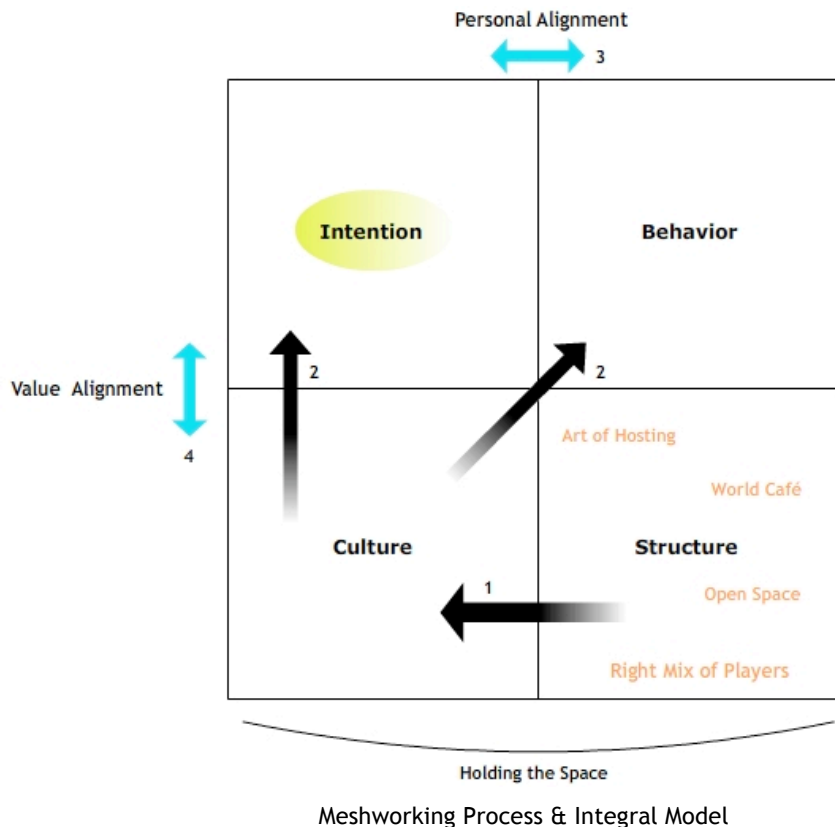 Personal Alignment
3
Intention
Behavior
2
2
Value Alignment
4
Art of Hosting
World Café
Culture
Structure
1
Open Space
Right Mix of Players
Holding the Space
Meshworking Process & Integral Model